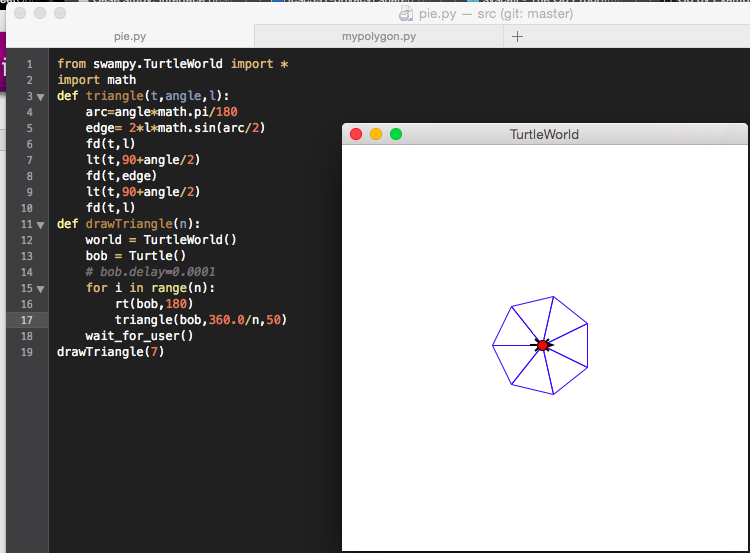 pie.py — src (git: master)
pie.py
mypolygon.py
1 from swampy.TurtleWorld import *
2 import math
3 def triangle(t,angle,l):
4 arc=angle*math.pi/180
5 edge= 2*l*math.sin(arc/2)
6 fd(t,l)
7 lt(t,90+angle/2)
8 fd(t,edge)
9 lt(t,90+angle/2)
10 fd(t,l)
11 def drawTriangle(n):
12 world = TurtleWorld()
13 bob = Turtle()
14 # bob.delay=0.0001
15 for i in range(n):
16 rt(bob,180)
17 triangle(bob,360.0/n,50)
18 wait_for_user()
19 drawTriangle(7)
TurtleWorld